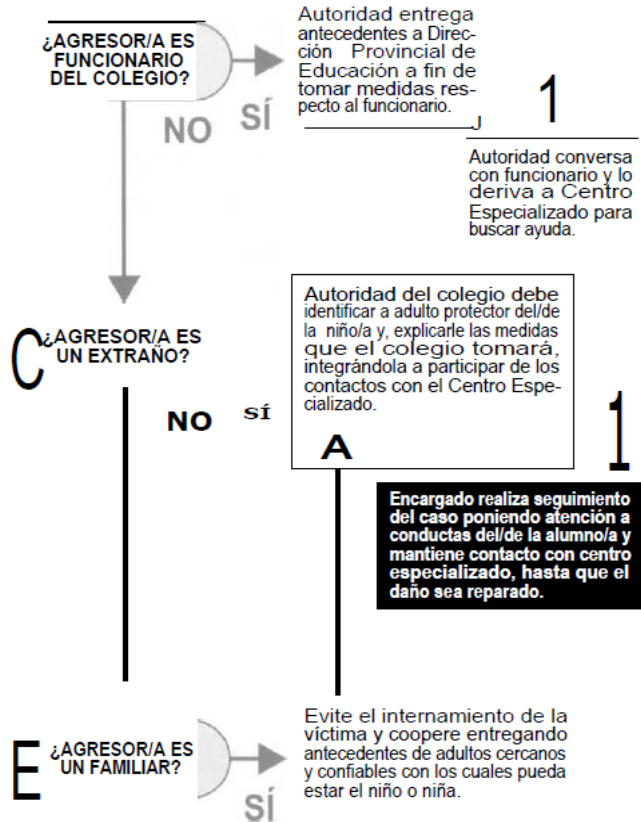 ¿AGRESOR/A ES
FUNCIONARIO
DEL COLEGIO?
NO
SÍ
Autoridad entrega
antecedentes a Direc-
ción Provincial de
Educación a fin de
tomar medidas res-
pecto al funcionario.
J
1
Autoridad conversa
con funcionario y lo
deriva a Centro
Especializado para
buscar ayuda.
C
¿AGRESOR/A ES
UN EXTRAÑO?
NO
sí
Autoridad del colegio debe
identificar a adulto protector del/de
la niño/a y, explicarle las medidas
que el colegio tomará,
integrándola a participar de los
contactos con el Centro Espe-
cializado.
A
1
Encargado realiza seguimiento
del caso poniendo atención a
conductas del/de la alumno/a y
mantiene contacto con centro
especializado, hasta que el
daño sea reparado.
E
¿AGRESOR/A ES
UN FAMILIAR?
SÍ
Evite el internamiento de la
víctima y coopere entregando
antecedentes de adultos cercanos
y confiables con los cuales pueda
estar el niño o niña.